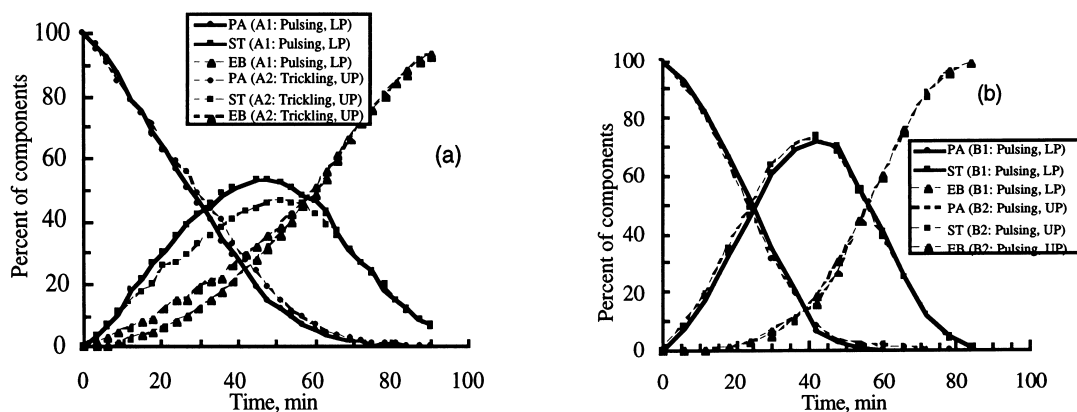 100
80
60
40
20
0
Percent of components
PA (A1: Pulsing, LP)
ST (A1: Pulsing, LP)
EB (A1: Pulsing, LP)
PA (A2: Trickling, UP)
ST (A2: Trickling, UP)
EB (A2: Trickling, UP)
(a)
0 20 40 60 80 100
Time, min
100
80
60
40
20
0
Percent of components
(b)
PA (B1: Pulsing, LP)
ST (B1: Pulsing, LP)
EB (B1: Pulsing, LP)
PA (B2: Pulsing, UP)
ST (B2: Pulsing, UP)
EB (B2: Pulsing, UP)
0 20 40 60 80 100
Time, min